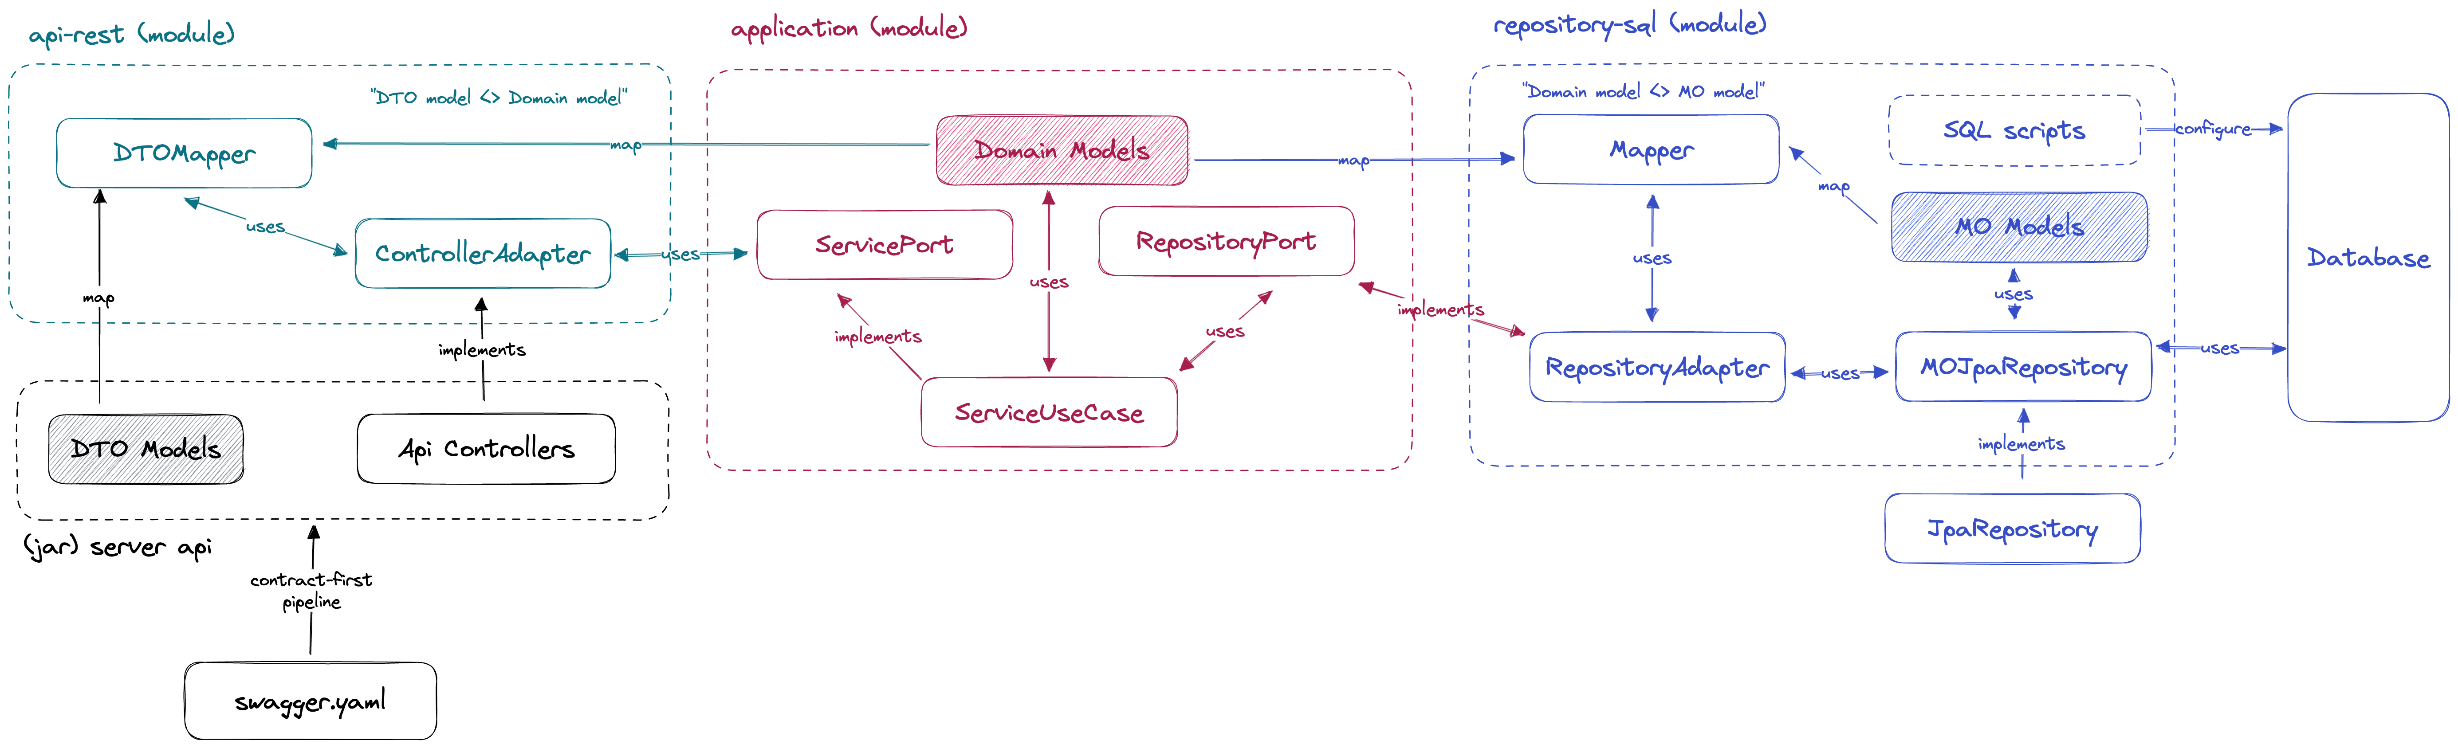 api-rest (module)
"DTO model <> Domain model"
DTOMapper
map
uses
ControllerAdapter
uses
map
implements
DTO Models
Api Controllers
(jar) server api
contract-first
pipeline
swagger.yaml
application (module)
Domain Models
map
ServicePort
RepositoryPort
uses
implements
uses
implements
ServiceUseCase
repository-sql (module)
"Domain model <> MO model"
Mapper
SQL scripts
configure
map
MO Models
uses
uses
Database
RepositoryAdapter
uses
MOJpaRepository
uses
implements
JpaRepository